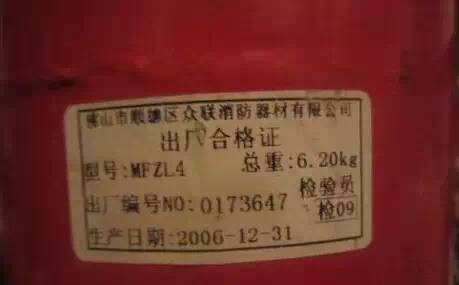 佛山市顺德区众联消防器材有限公司
出厂合格证
型号:MFZL4 总重:6.20kg
出厂编号NO:0173647 检验员
检09
生产日期:2006-12-31